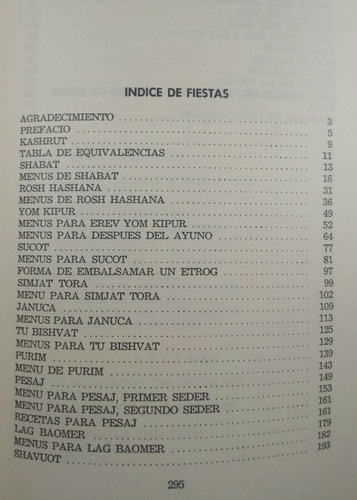 INDICE DE FIESTAS
AGRADECIMIENTO 3
PREFACIO 5
KASHRUT 9
TABLA DE EQUIVALENCIAS 11
SHABAT 13
MENUS DE SHABAT 16
ROSH HASHANA 31
MENUS DE ROSH HASHANA 36
YOM KIPUR 49
MENUS PARA EREV YOM KIPUR 52
MENUS PARA DESPUES DEL AYUNO 64
SUCOT 77
MENUS PARA SUCOT 81
FORMA DE EMBALSAMAR UN ETROG 97
SIMJAT TORA 99
MENU PARA SIMJAT TORA 102
JANUCA 109
MENUS PARA JANUCA 113
TU BISHVAT 125
MENUS PARA TU BISHVAT 129
PURIM 139
MENU DE PURIM 143
PESAJ 149
MENU PARA PESAJ, PRIMER SEDER 153
MENU PARA PESAJ, SEGUNDO SEDER 161
RECETAS PARA PESAJ 161
LAG BAOMER 179
MENUS PARA LAG BAOMER 182
SHAVUOT 193
295